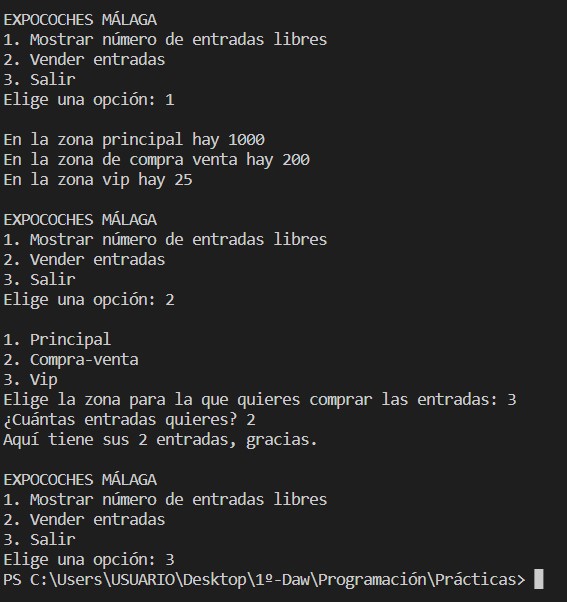 EXPOCOCHES MÁLAGA
1. Mostrar número de entradas libres
2. Vender entradas
3. Salir
Elige una opción: 1
En la zona principal hay 1000
En la zona de compra venta hay 200
En la zona vip hay 25
EXPOCOCHES MÁLAGA
1. Mostrar número de entradas libres
2. Vender entradas
3. Salir
Elige una opción: 2
1. Principal
2. Compra-venta
3. Vip
Elige la zona para la que quieres comprar las entradas: 3
¿Cuántas entradas quieres? 2
Aquí tiene sus 2 entradas, gracias.
EXPOCOCHES MÁLAGA
1. Mostrar número de entradas libres
2. Vender entradas
3. Salir
Elige una opción: 3
PS C:\Users\USUARIO\Desktop\1º-Daw\Programación\Prácticas>